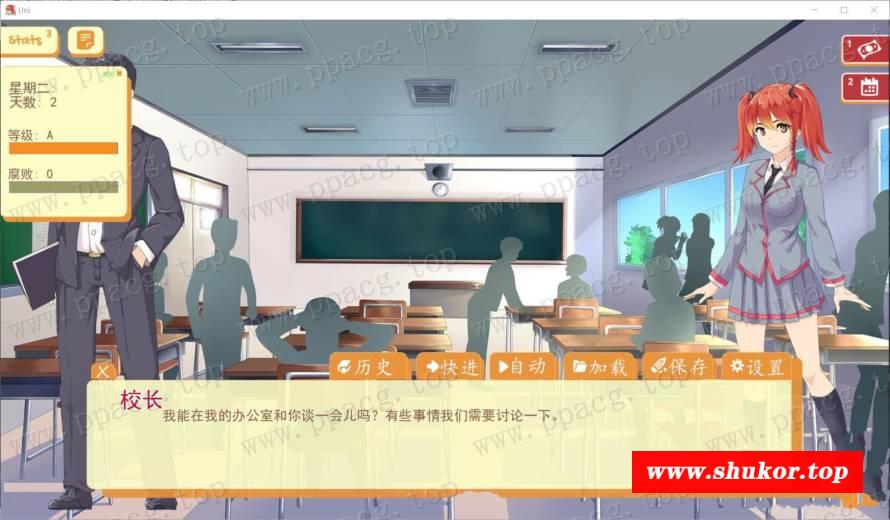 Uni
Stats 3
1
星期二:
天数: 2
2
等级: A
腐败: 0
历史
快进
自动
加载
保存
设置
X
校长
我能在我的办公室和你谈一会儿吗？有些事情我们需要讨论一下。
www.shukor.top
www.ppacg.top